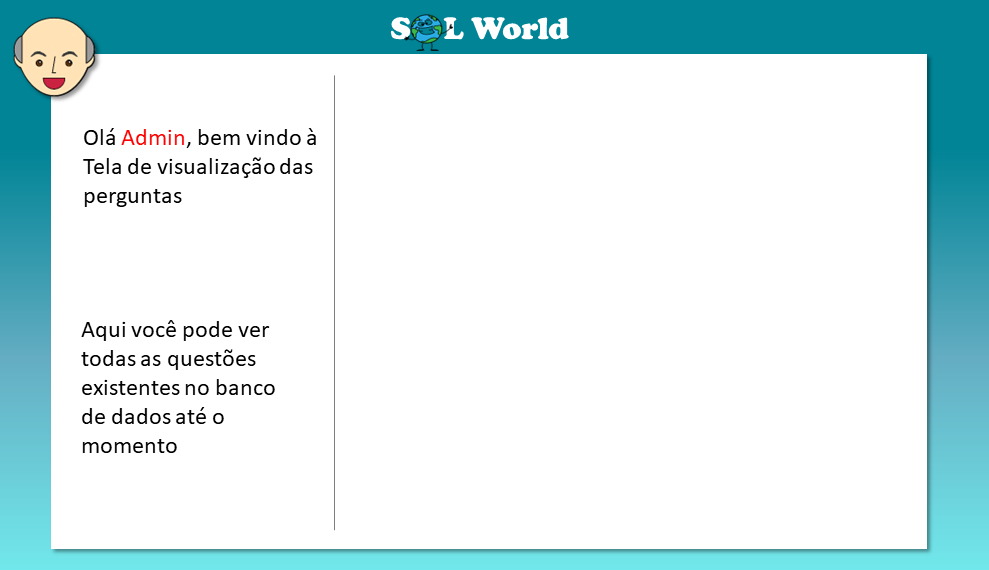 SQL World
Olá Admin, bem vindo à
Tela de visualização das
perguntas
Aqui você pode ver
todas as questões
existentes no banco
de dados até o
momento